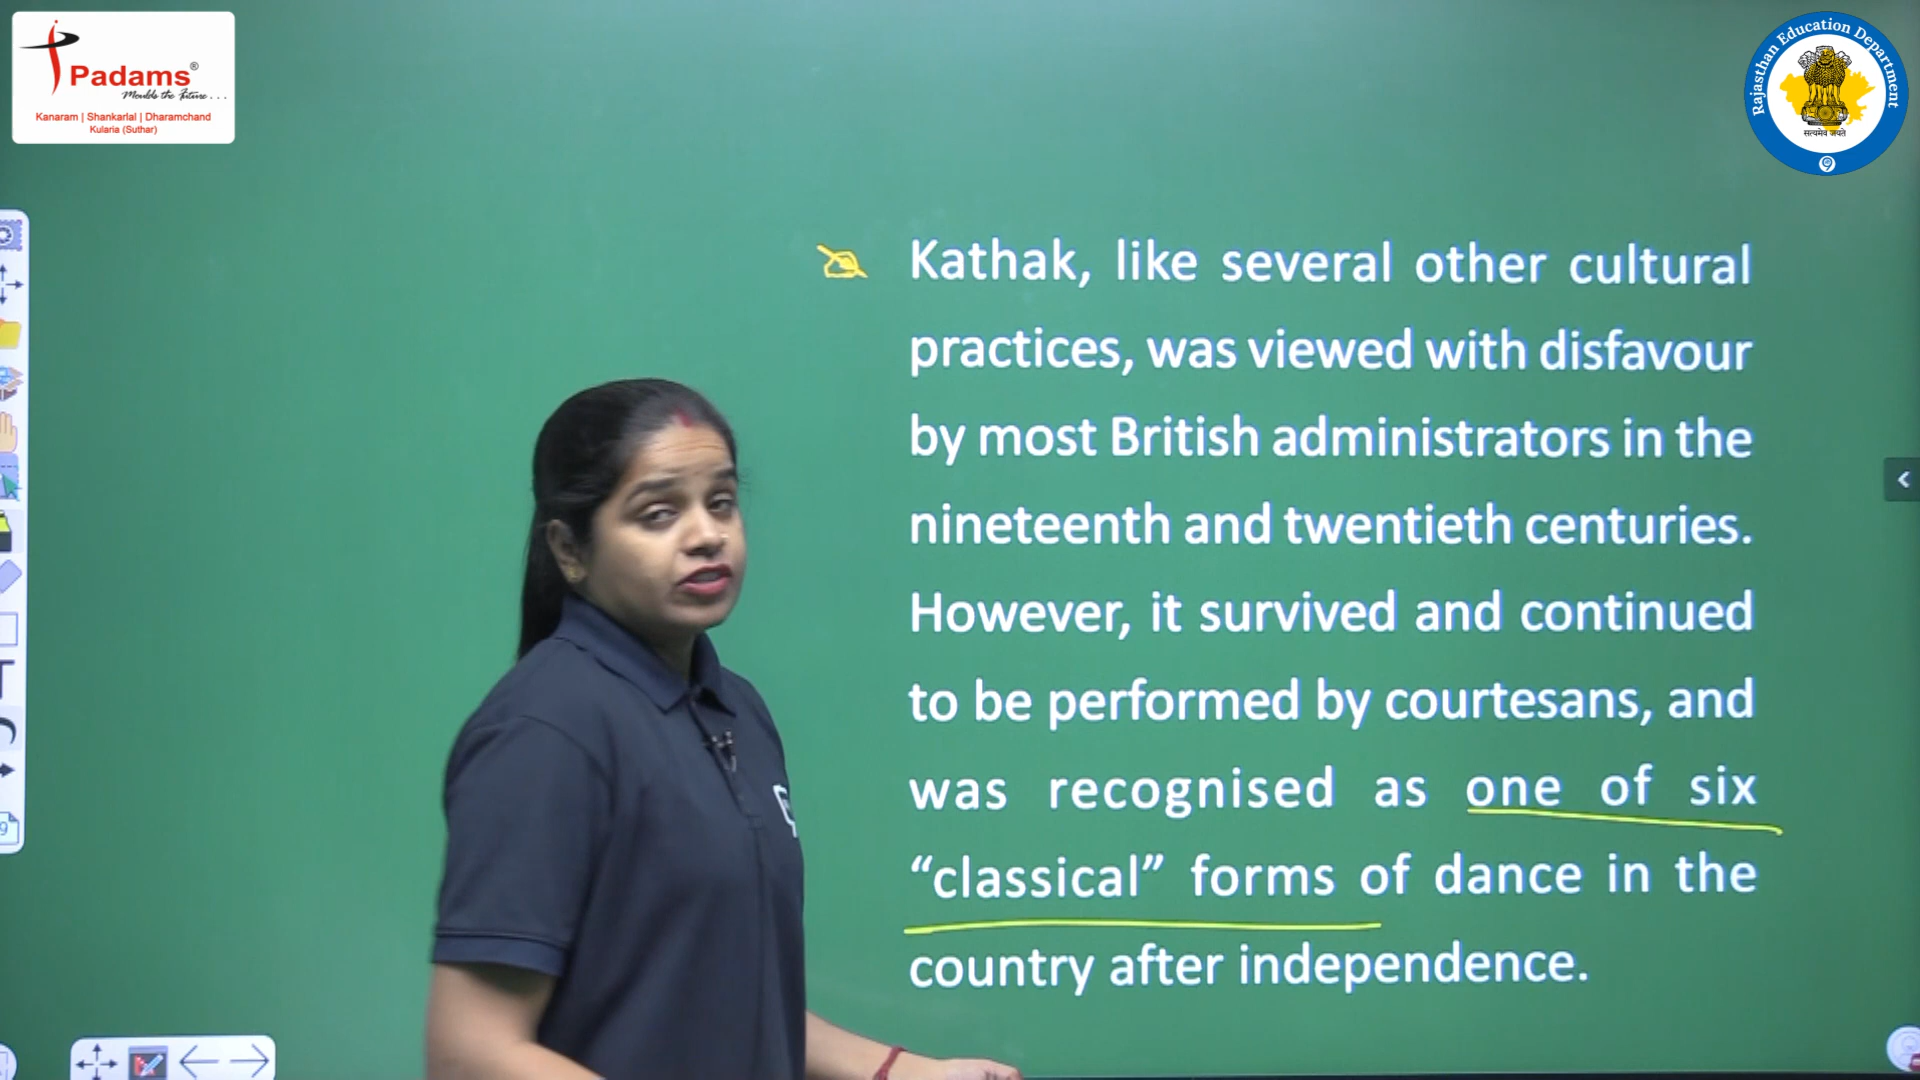 Padams®
Moulds the Future...
Kanaram | Shankarlal | Dharamchand
Kularia (Suthar)
Rajasthan Education Department
सत्यमेव जयते
Kathak, like several other cultural
practices, was viewed with disfavour
by most British administrators in the
nineteenth and twentieth centuries.
However, it survived and continued
to be performed by courtesans, and
was recognised as one of six
“classical” forms of dance in the
country after independence.